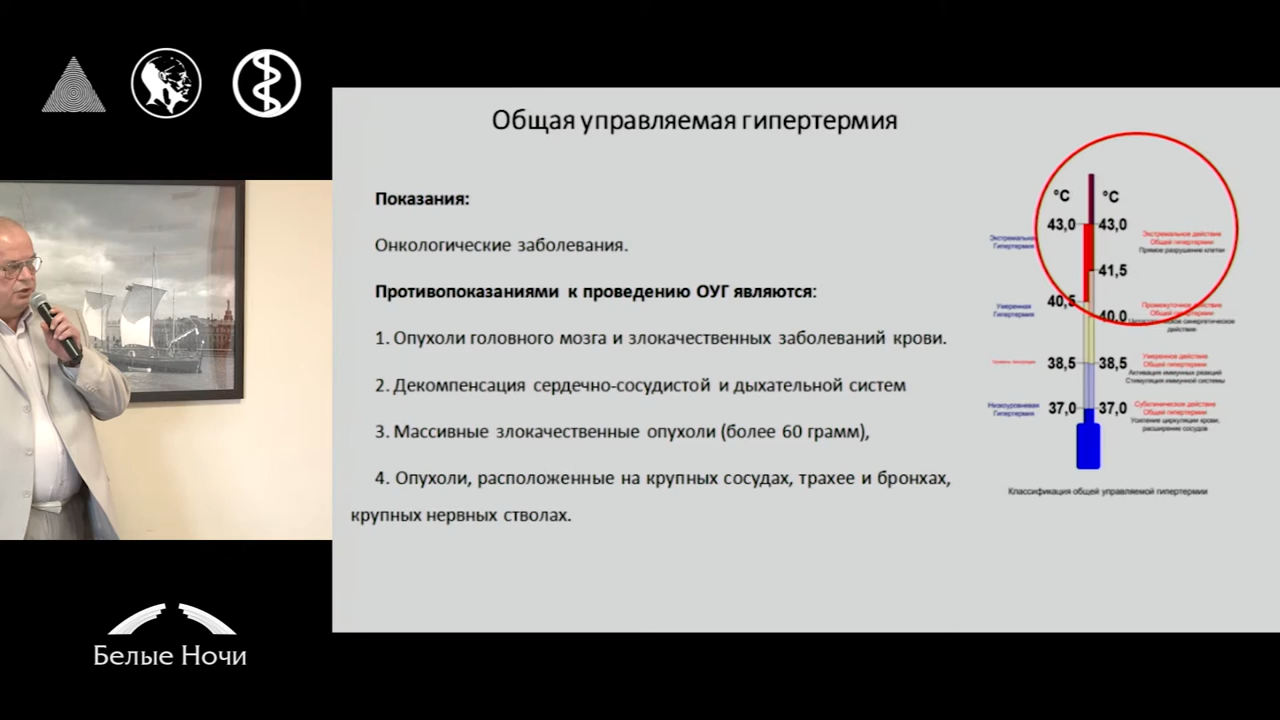 Общая управляемая гипертермия
Показания:
Онкологические заболевания.
Противопоказаниями к проведению ОУГ являются:
1. Опухоли головного мозга и злокачественных заболеваний крови.
2. Декомпенсация сердечно-сосудистой и дыхательной систем
3. Массивные злокачественные опухоли (более 60 грамм),
4. Опухоли, расположенные на крупных сосудах, трахее и бронхах,
крупных нервных стволах.
°C °C
43,0 43,0
Экстремальная
Гипертермия
Экстремальное действие
Общей гипертермии
Прямое разрушение клетки
41,5
40,5
40,0
Умеренная
Гипертермия
Промежуточное действие
Общей гипертермии
синергетическое
действие
38,5 38,5
Умеренное действие
Общей гипертермии
Активация иммунных реакций
Стимуляция иммунной системы
Низкоуровневая
Гипертермия
37,0 37,0
Субклиническое действие
Общей гипертермии
Усиление циркуляции крови,
расширение сосудов
Классификация общей управляемой гипертермии
Белые Ночи